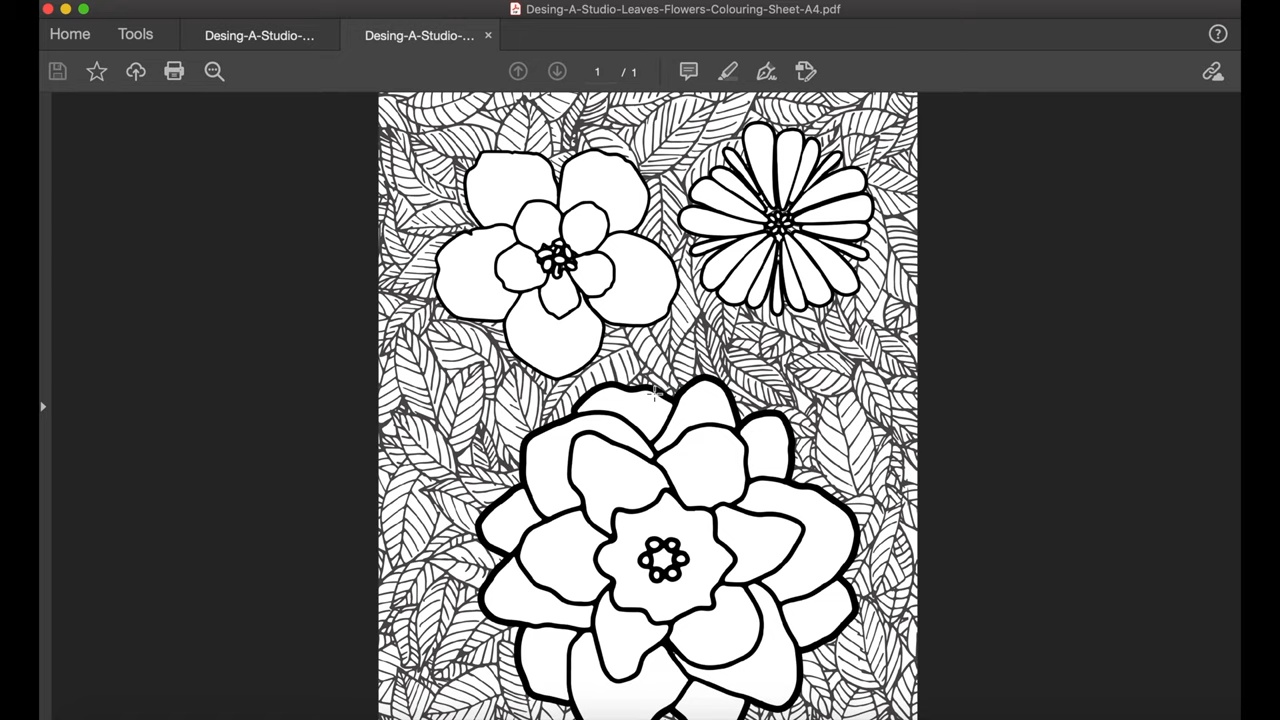 Desing-A-Studio-Leaves-Flowers-Colouring-Sheet-A4.pdf
Home Tools Desing-A-Studio-... Desing-A-Studio-... ×
1 / 1